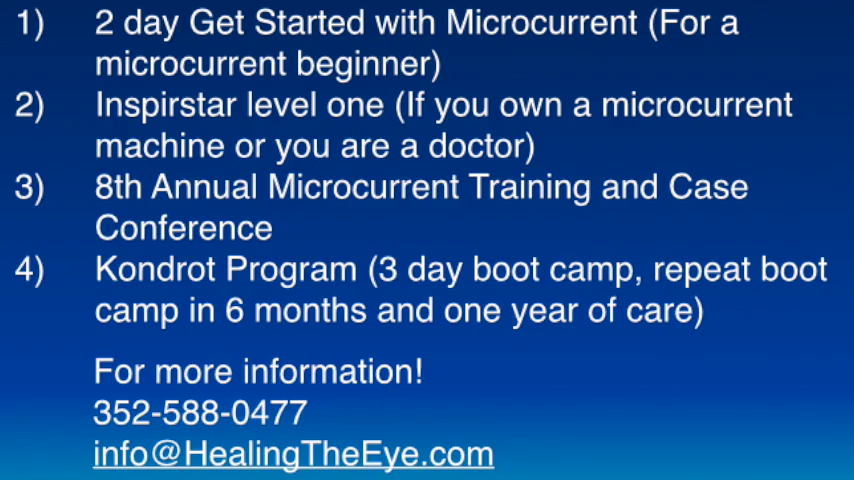 1) 2 day Get Started with Microcurrent (For a
microcurrent beginner)
2) Inspirstar level one (If you own a microcurrent
machine or you are a doctor)
3) 8th Annual Microcurrent Training and Case
Conference
4) Kondrot Program (3 day boot camp, repeat boot
camp in 6 months and one year of care)
For more information!
352-588-0477
info@HealingTheEye.com